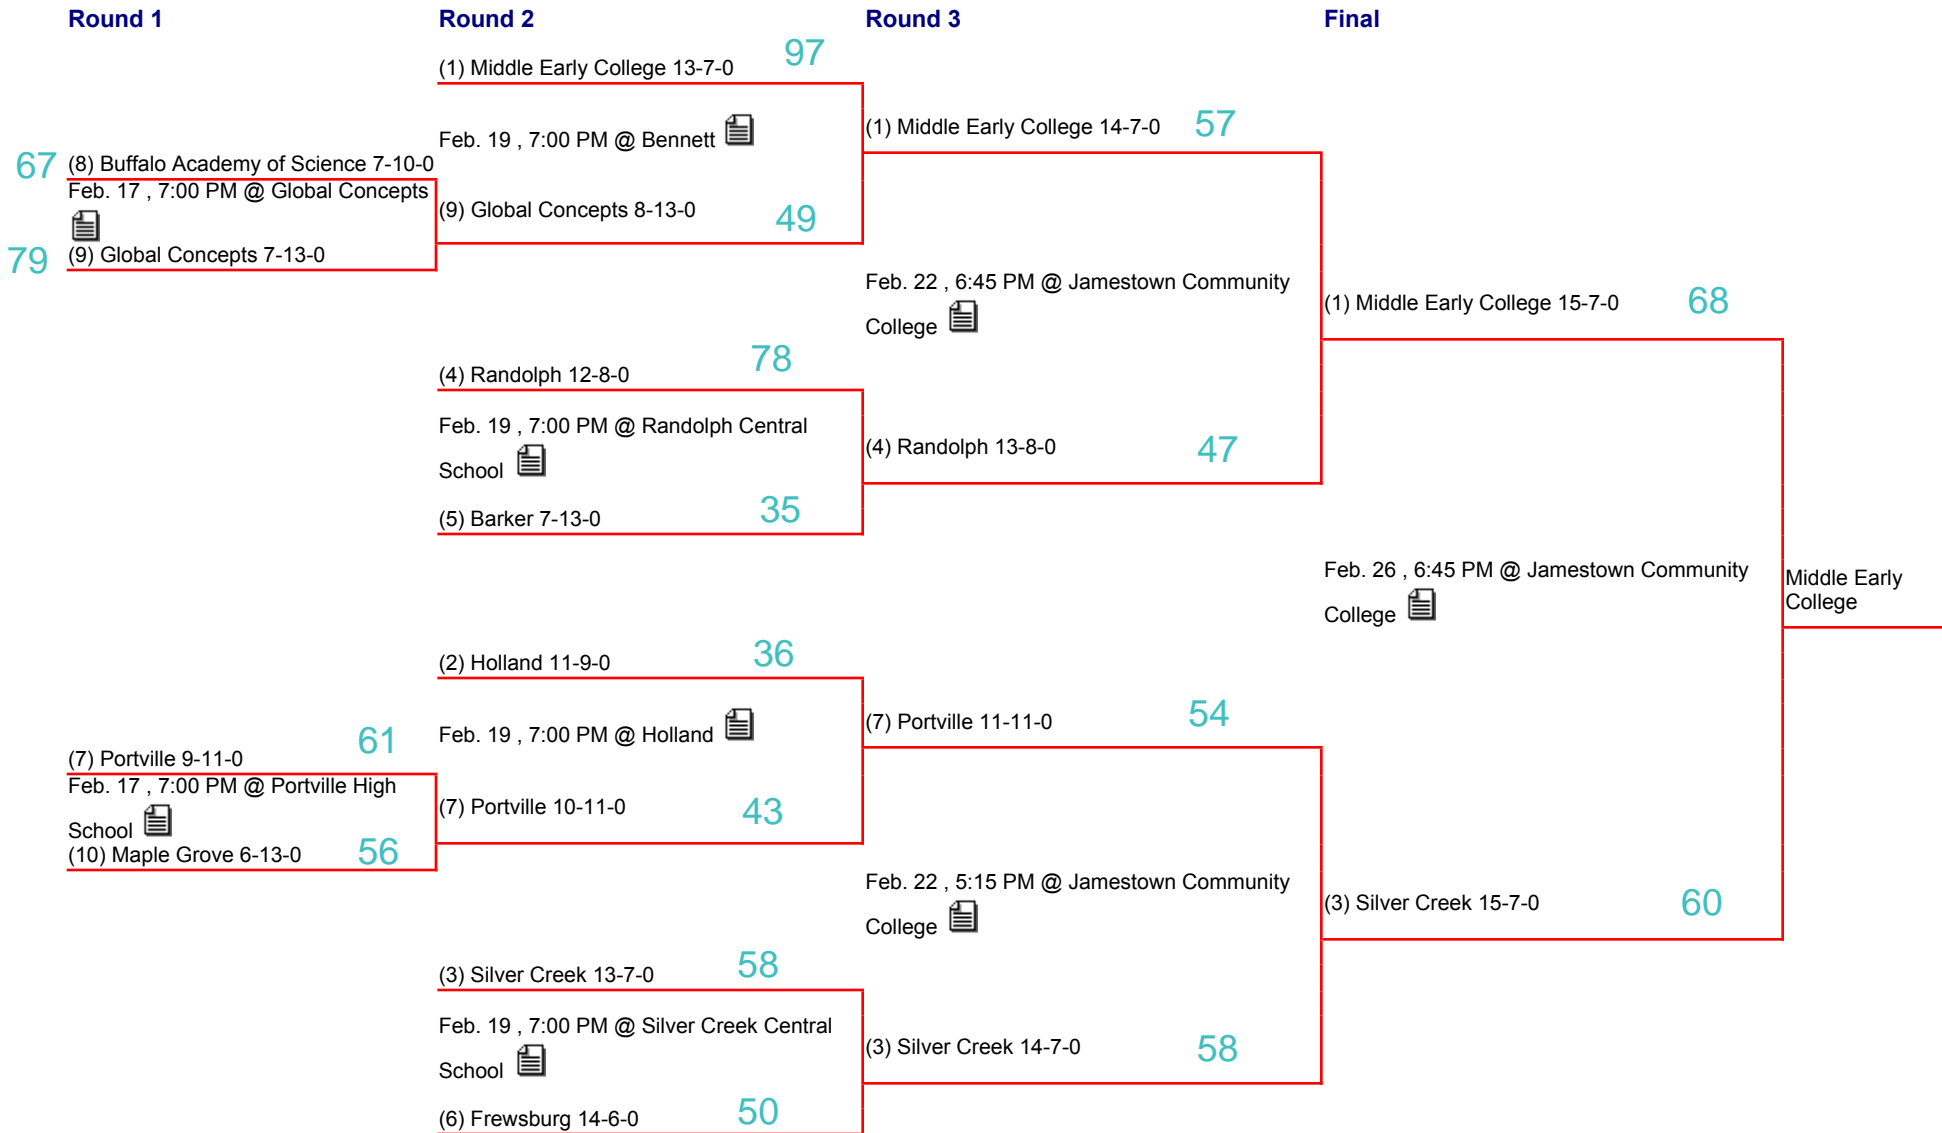 Round 1
Round 2
Round 3
Final
67
(8) Buffalo Academy of Science 7-10-0
Feb. 17 , 7:00 PM @ Global Concepts
79
(9) Global Concepts 7-13-0
61
(7) Portville 9-11-0
Feb. 17 , 7:00 PM @ Portville High
School
(10) Maple Grove 6-13-0
56
97
(1) Middle Early College 13-7-0
Feb. 19 , 7:00 PM @ Bennett
(9) Global Concepts 8-13-0
49
78
(4) Randolph 12-8-0
Feb. 19 , 7:00 PM @ Randolph Central
School
(5) Barker 7-13-0
35
36
(2) Holland 11-9-0
Feb. 19 , 7:00 PM @ Holland
(7) Portville 10-11-0
43
58
(3) Silver Creek 13-7-0
Feb. 19 , 7:00 PM @ Silver Creek Central
School
(6) Frewsburg 14-6-0
50
(1) Middle Early College 14-7-0
57
Feb. 22 , 6:45 PM @ Jamestown Community
College
(4) Randolph 13-8-0
47
(7) Portville 11-11-0
54
Feb. 22 , 5:15 PM @ Jamestown Community
College
(3) Silver Creek 14-7-0
58
(1) Middle Early College 15-7-0
68
Feb. 26 , 6:45 PM @ Jamestown Community
College
(3) Silver Creek 15-7-0
60
Middle Early
College